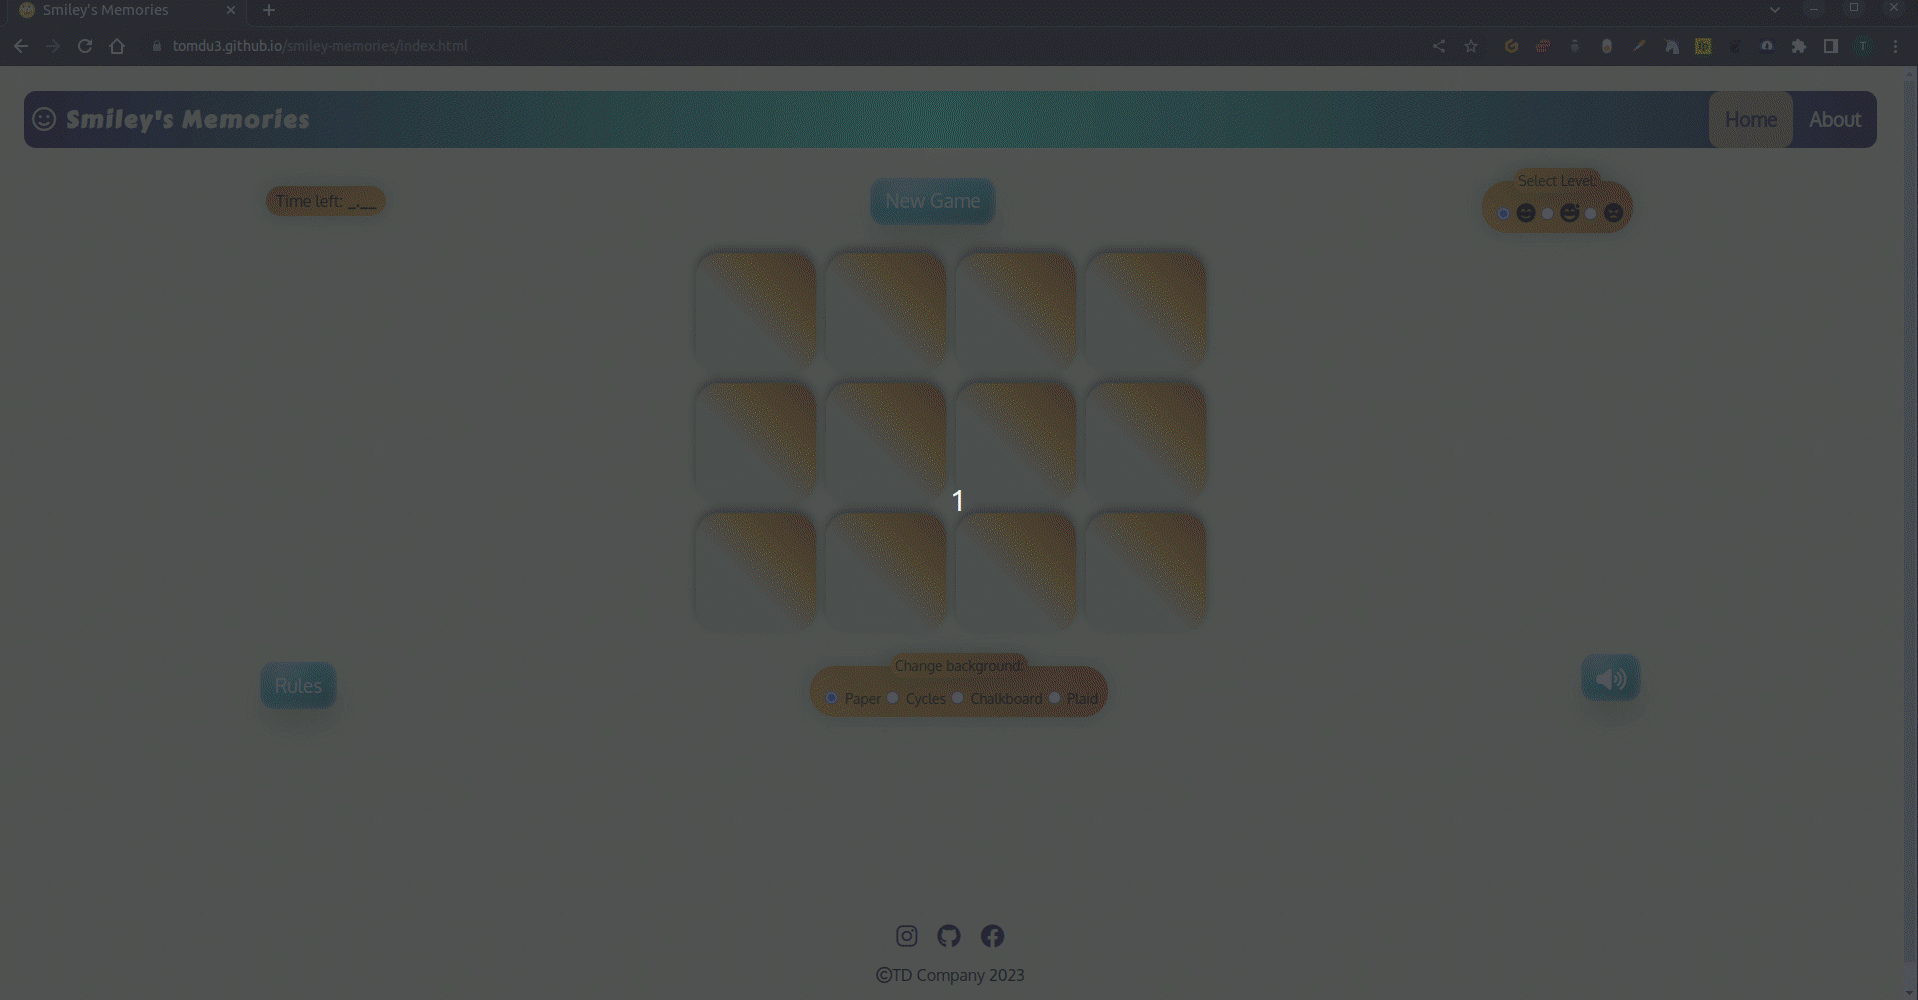 Smiley's Memories
tomdu3.github.io/smiley-memories/index.html
T
Smiley's Memories
Home
About
Time left: _.__
New Game
Select Level:
1
Rules
Change background:
Paper Cycles Chalkboard Plaid
©TD Company 2023